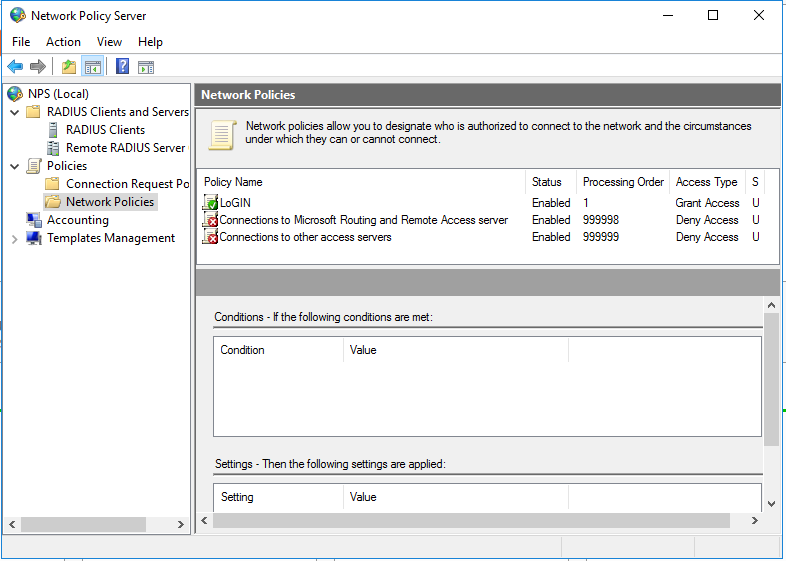 Network Policy Server
File Action View Help
NPS (Local)
RADIUS Clients and Servers
RADIUS Clients
Remote RADIUS Server
Policies
Connection Request Po
Network Policies
Accounting
Templates Management
Network Policies
Network policies allow you to designate who is authorized to connect to the network and the circumstances
under which they can or cannot connect.
Policy Name Status Processing Order Access Type S
LoGIN Enabled 1 Grant Access U
Connections to Microsoft Routing and Remote Access server Enabled 999998 Deny Access U
Connections to other access servers Enabled 999999 Deny Access U
Conditions - If the following conditions are met:
Condition Value
Settings - Then the following settings are applied:
Setting Value